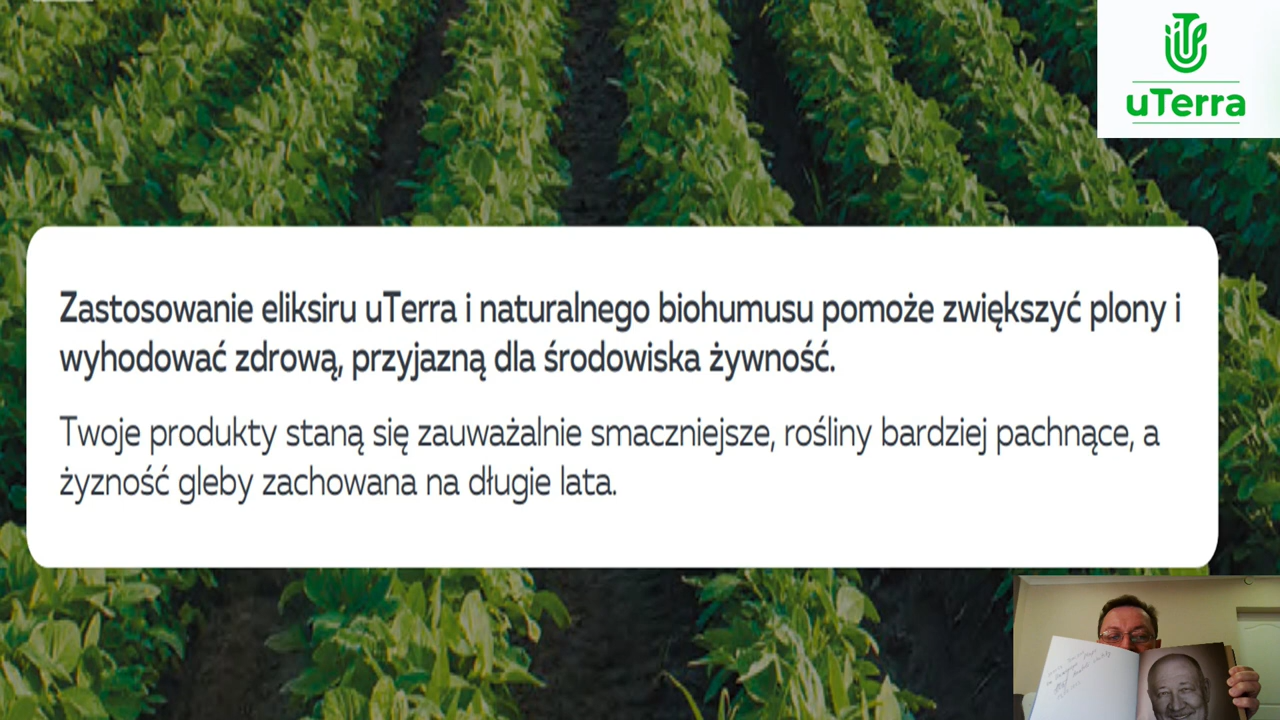 uTerra
Zastosowanie eliksiru uTerra i naturalnego biohumusu pomoże zwiększyć plony i
wyhodować zdrową, przyjazną dla środowiska żywność.
Twoje produkty staną się zauważalnie smaczniejsze, rośliny bardziej pachnące, a
żyzność gleby zachowana na długie lata.